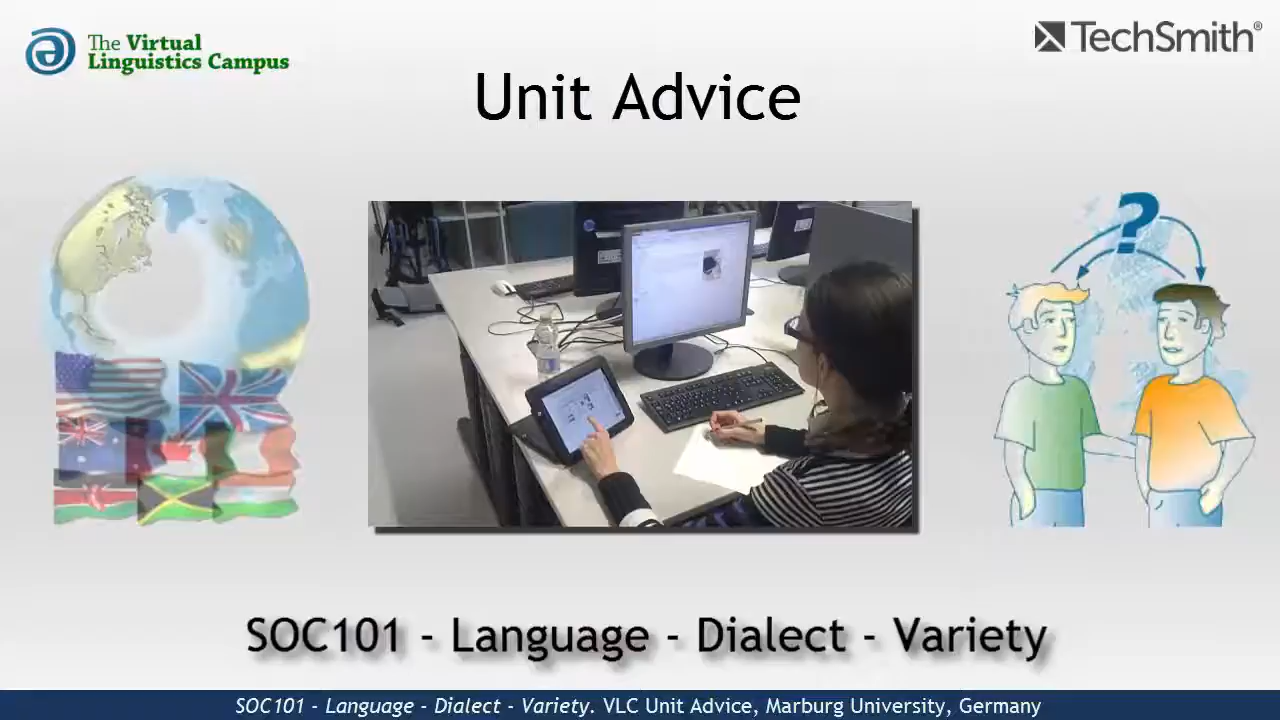 The Virtual
Linguistics Campus
TechSmith®
Unit Advice
?
SOC101 - Language - Dialect - Variety
SOC101 - Language - Dialect - Variety. VLC Unit Advice, Marburg University, Germany